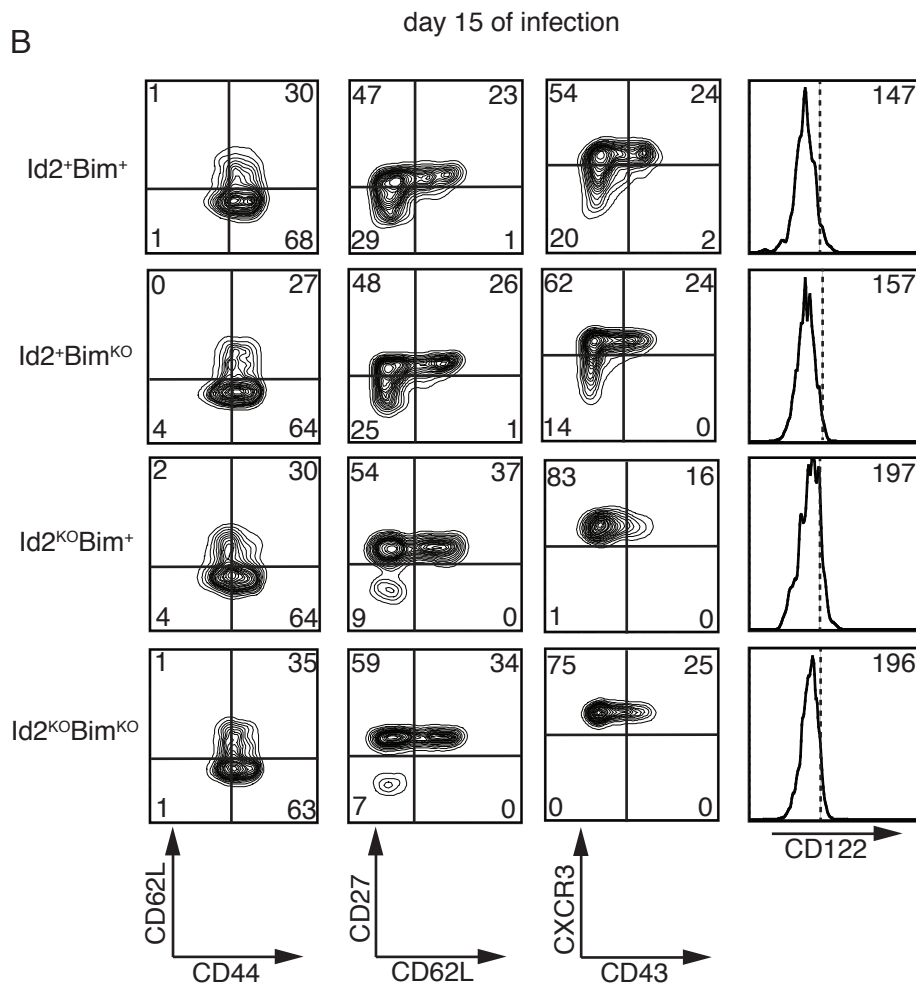 day 15 of infection
B
1 30 47 23 54 24 147
Id2⁺Bim⁺
1 68 29 1 20 2
0 27 48 26 62 24 157
Id2⁺Bimᴷᴼ
4 64 25 1 14 0
2 30 54 37 83 16 197
Id2ᴷᴼBim⁺
4 64 9 0 1 0
1 35 59 34 75 25 196
Id2ᴷᴼBimᴷᴼ
1 63 7 0 0 0
CD122
CD62L
CD27
CXCR3
CD44 CD62L CD43